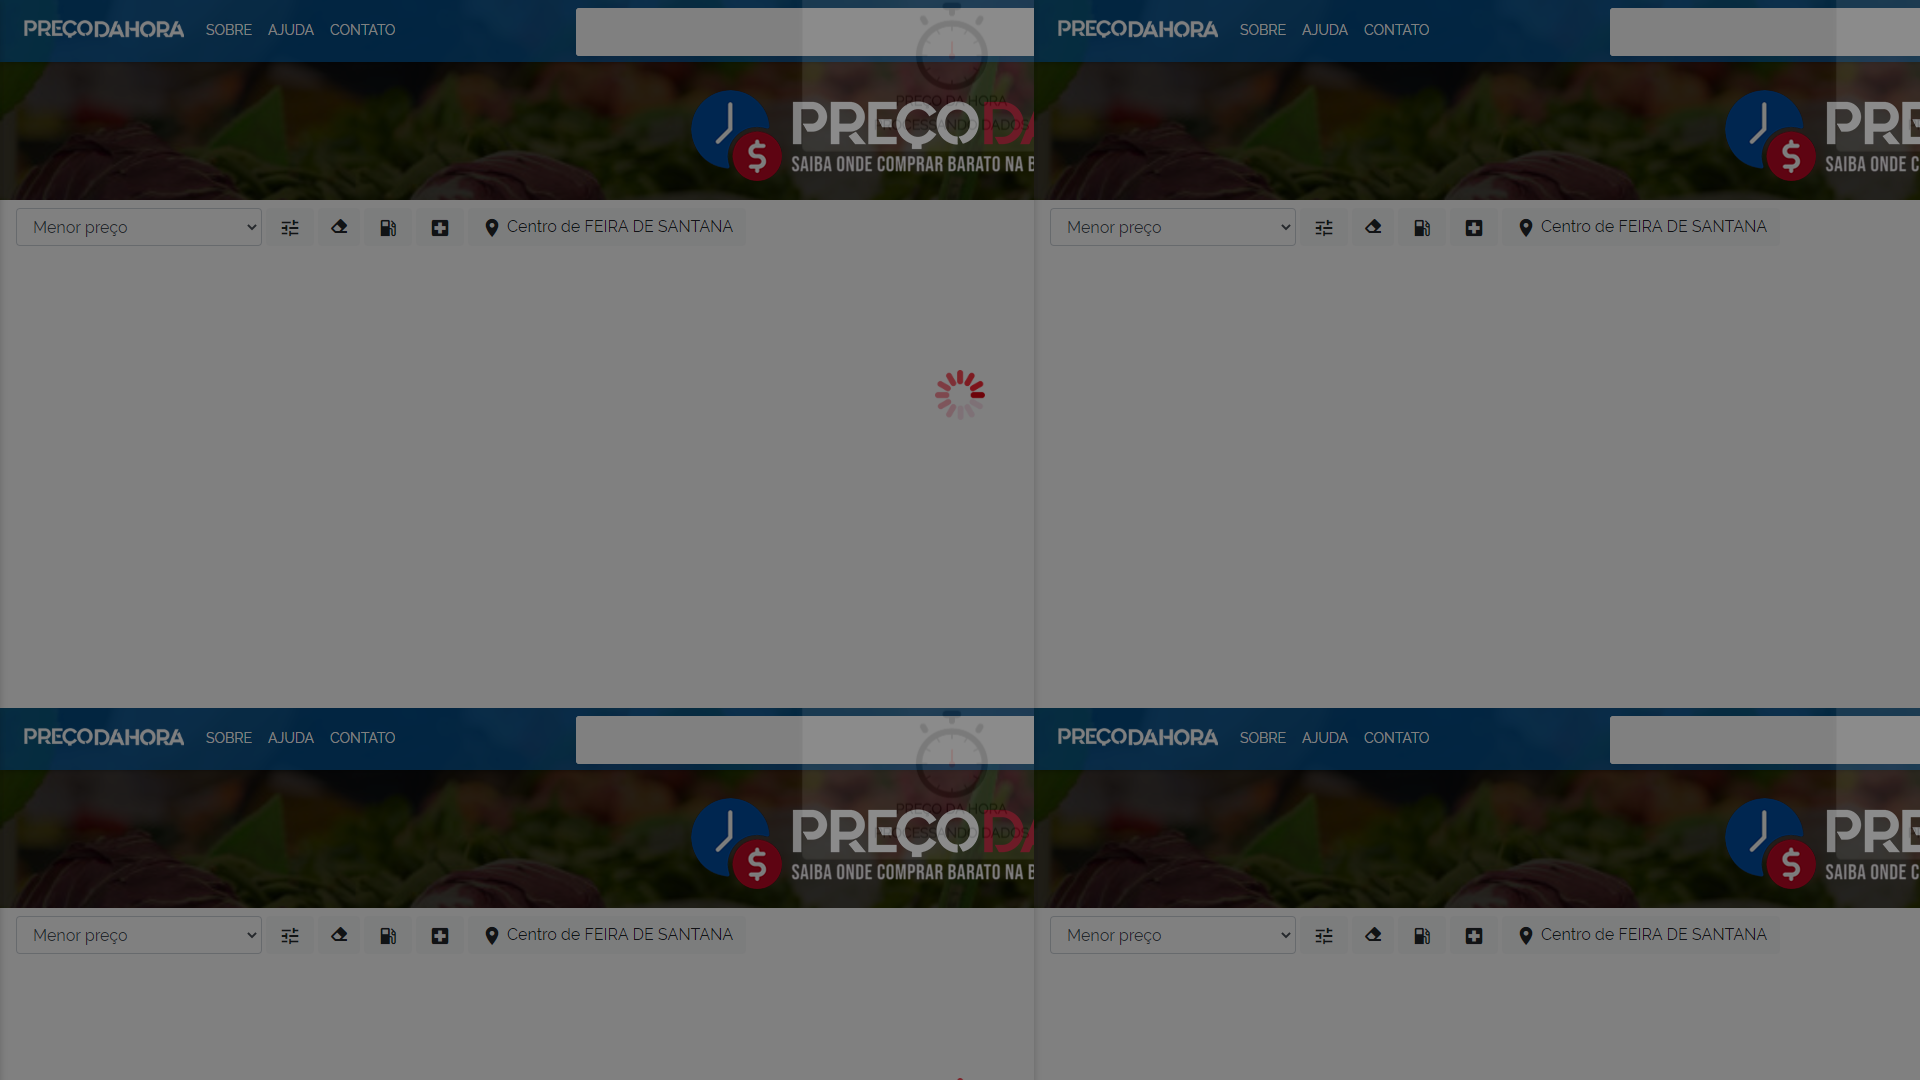 PREÇODAHORA SOBRE AJUDA CONTATO
PREÇO DA HORA
PROCESSANDO DADOS
PREÇODA
SAIBA ONDE COMPRAR BARATO NA B
Menor preço Centro de FEIRA DE SANTANA
PREÇODAHORA SOBRE AJUDA CONTATO
PRE
SAIBA ONDE C
Menor preço Centro de FEIRA DE SANTANA
PREÇODAHORA SOBRE AJUDA CONTATO
PREÇO DA HORA
PROCESSANDO DADOS
PREÇODA
SAIBA ONDE COMPRAR BARATO NA B
Menor preço Centro de FEIRA DE SANTANA
PREÇODAHORA SOBRE AJUDA CONTATO
PRE
SAIBA ONDE C
Menor preço Centro de FEIRA DE SANTANA